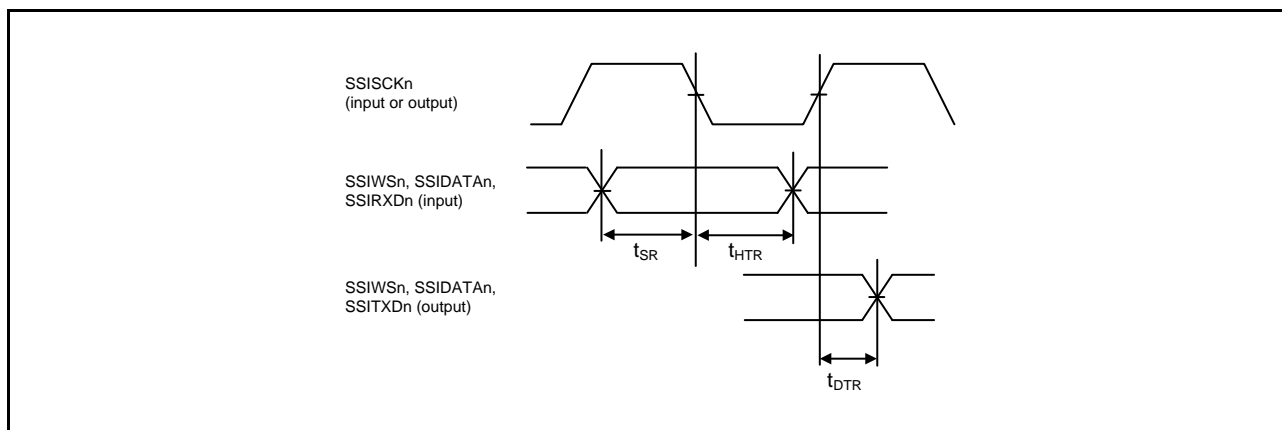 SSISCKn
(input or output)
SSIWSn, SSIDATAn,
SSIRXDn (input)
tSR
tHTR
SSIWSn, SSIDATAn,
SSITXDn (output)
tDTR